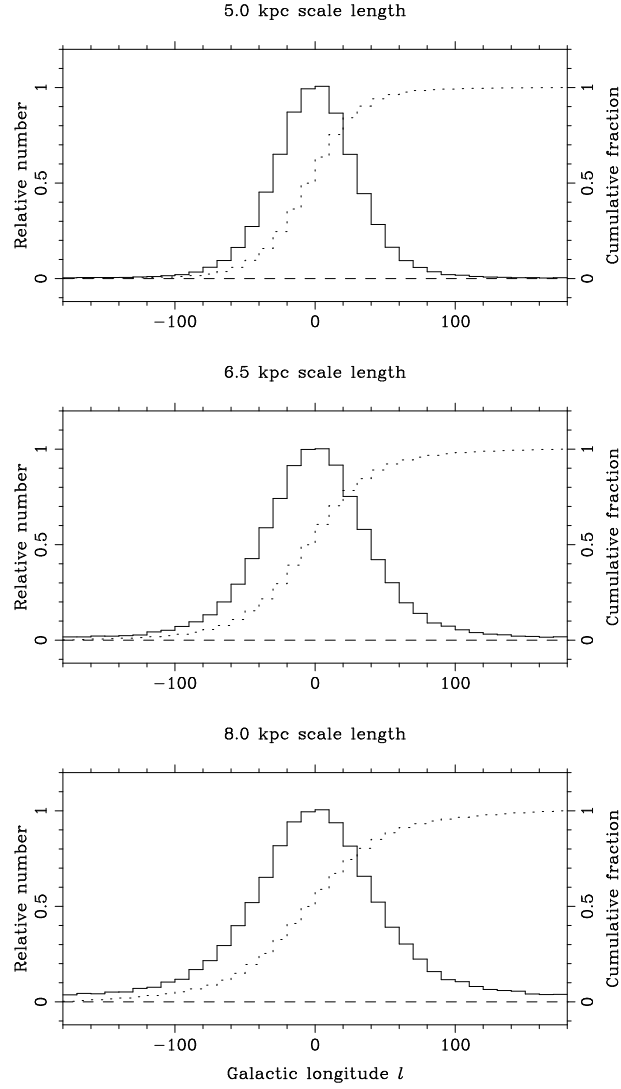 5.0 kpc scale length
Relative number
0 0.5 1
Cumulative fraction
0 0.5 1
−100 0 100
6.5 kpc scale length
Relative number
0 0.5 1
Cumulative fraction
0 0.5 1
−100 0 100
8.0 kpc scale length
Relative number
0 0.5 1
Cumulative fraction
0 0.5 1
−100 0 100
Galactic longitude l